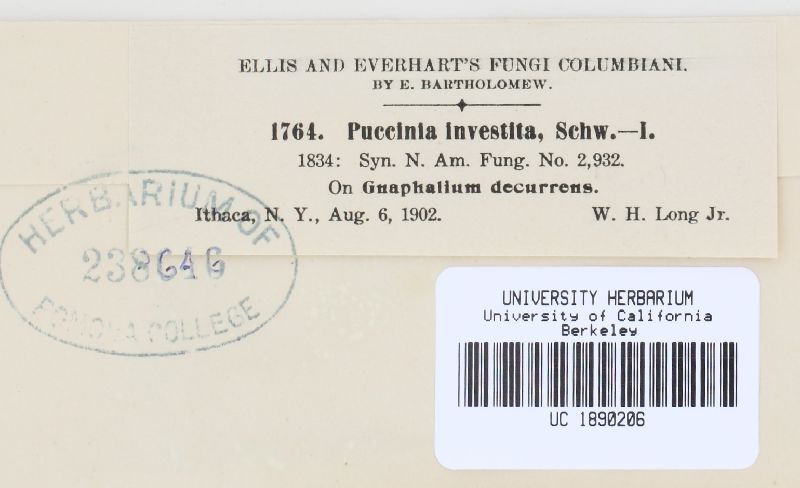 ELLIS AND EVERHART'S FUNGI COLUMBIANI.
BY E. BARTHOLOMEW.
1764. Puccinia investita, Schw.—I.
1834: Syn. N. Am. Fung. No. 2,932.
On Gnaphalium decurrens.
Ithaca, N. Y., Aug. 6, 1902. W. H. Long Jr.
HERBARIUM OF
POMONA COLLEGE
UNIVERSITY HERBARIUM
University of California
Berkeley
UC 1890206